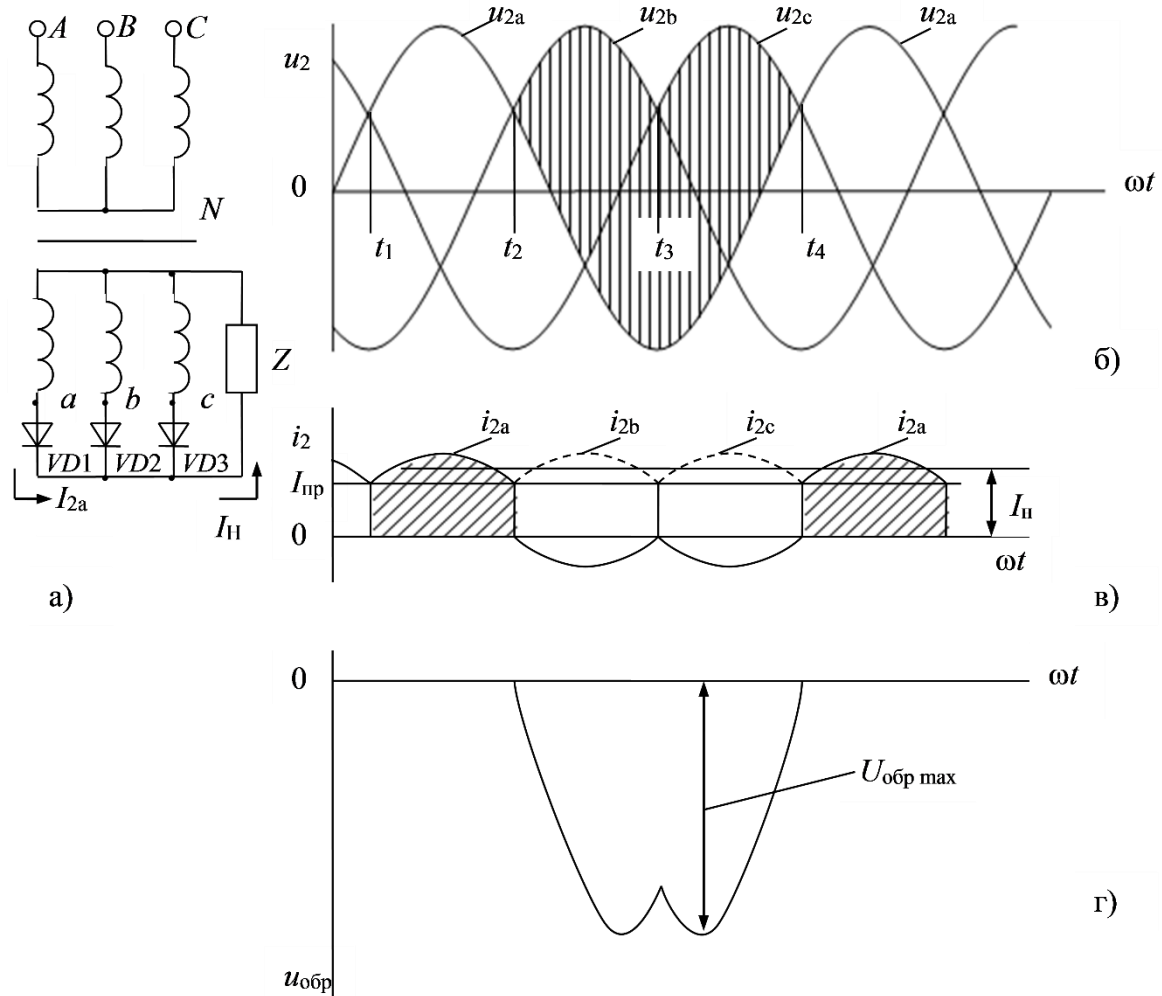 A B C
N
a b c
Z
VD1 VD2 VD3
I2a
IН
а)
u2a u2b u2c u2a
u2
0
ωt
t1 t2 t3 t4
б)
i2a i2b i2c i2a
i2
Iпр
Iн
0
ωt
в)
0
ωt
Uобр max
uобр
г)